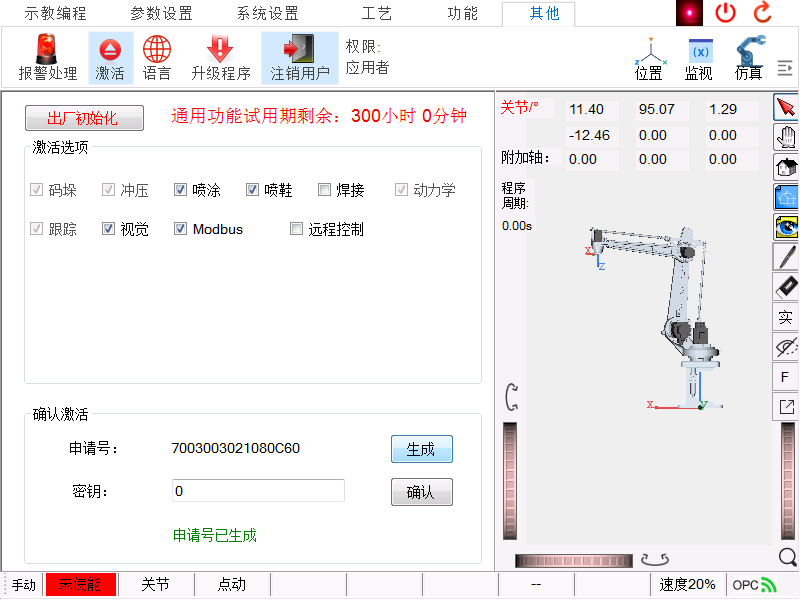 示教编程 参数设置 系统设置 工艺 功能 其他
报警处理 激活 语言 升级程序 注销用户 权限: 应用者 位置 (x) 监视 仿真
出厂初始化 通用功能试用期剩余: 300小时 0分钟
激活选项
码垛 冲压 喷涂 喷鞋 焊接 动力学
跟踪 视觉 Modbus 远程控制
确认激活
申请号: 7003003021080C60 生成
密钥: 0 确认
申请号已生成
关节/° 11.40 95.07 1.29
-12.46 0.00 0.00
附加轴: 0.00 0.00 0.00
程序
周期:
0.00s
X Z
X Y
实
F
手动 未使能 关节 点动 -- 速度20% OPC